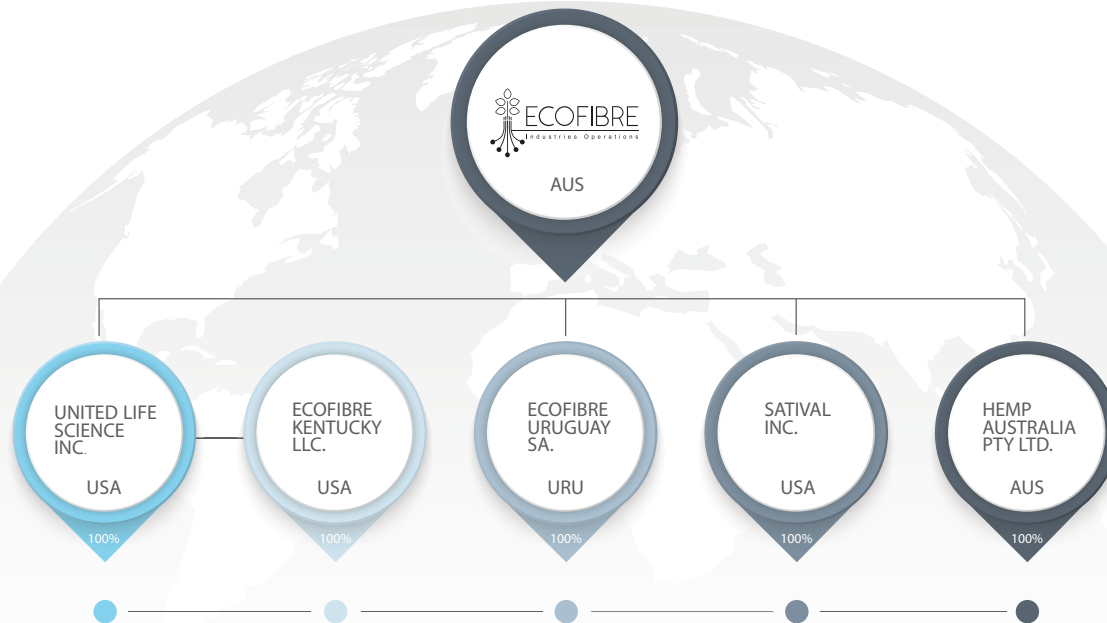 ECOFIBRE
Industries Operations
AUS
UNITED LIFE
SCIENCE
INC.
USA
100%
ECOFIBRE
KENTUCKY
LLC.
USA
100%
ECOFIBRE
URUGUAY
SA.
URU
100%
SATIVAL
INC.
USA
100%
HEMP
AUSTRALIA
PTY LTD.
AUS
100%